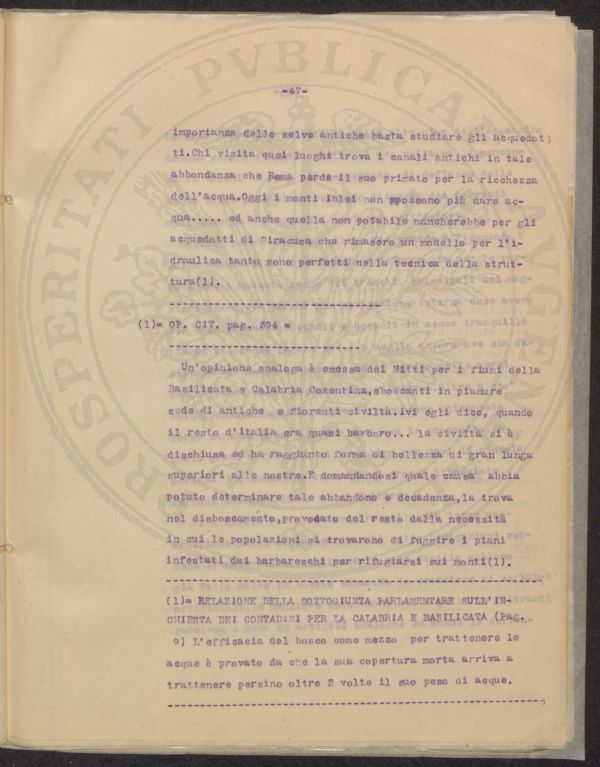 -47-
importanza delle selve antiche basta studiare gli acquedot
ti.Chi visita quei luoghi trova i canali antichi in tale
abbondanza che Roma perde il suo primato per la ricchezza
dell'acqua.Oggi i monti Iblei non possono più dare ac-
qua..... ed anche quella non potabile mancherebbe per gli
acquedotti di Siracusa che rimasero un modello per l'i-
draulica tanto sono perfetti nella tecnica della strut-
tura(1).
(1)= OP. CIT. pag. 394 =
Un'opinione analoga è emessa dal Nitti per i fiumi della
Basilicata e Calabria Cosentina,sboccanti in pianure
sede di antiche e fiorenti civiltà.Ivi egli dice, quando
il resto d'Italia era quasi barbaro... la civiltà si è
dischiusa ed ha raggiunto forma di bellezza di gran lunga
superiori alle nostre.E domandandosi quale causa abbia
potuto determinare tale abbandono e decadenza,la trova
nel disboscamento,provocato del resto dalla necessità
in cui le popolazioni si trovarono di fuggire i piani
infestati dai barbareschi per rifugiarsi sui monti(1).
(1)= RELAZIONE DELLA SOTTOGIUNTA PARLAMENTARE SULL'IN-
CHIESTA DEI CONTADINI PER LA CALABRIA E BASILICATA (Pag.
9) L'efficacia del bosco come mezzo per trattenere le
acque è provato da che la sua copertura morta arriva a
trattenere persino oltre 2 volte il suo peso di acque.
PROSPERITATI PVBLICAE AVGEN